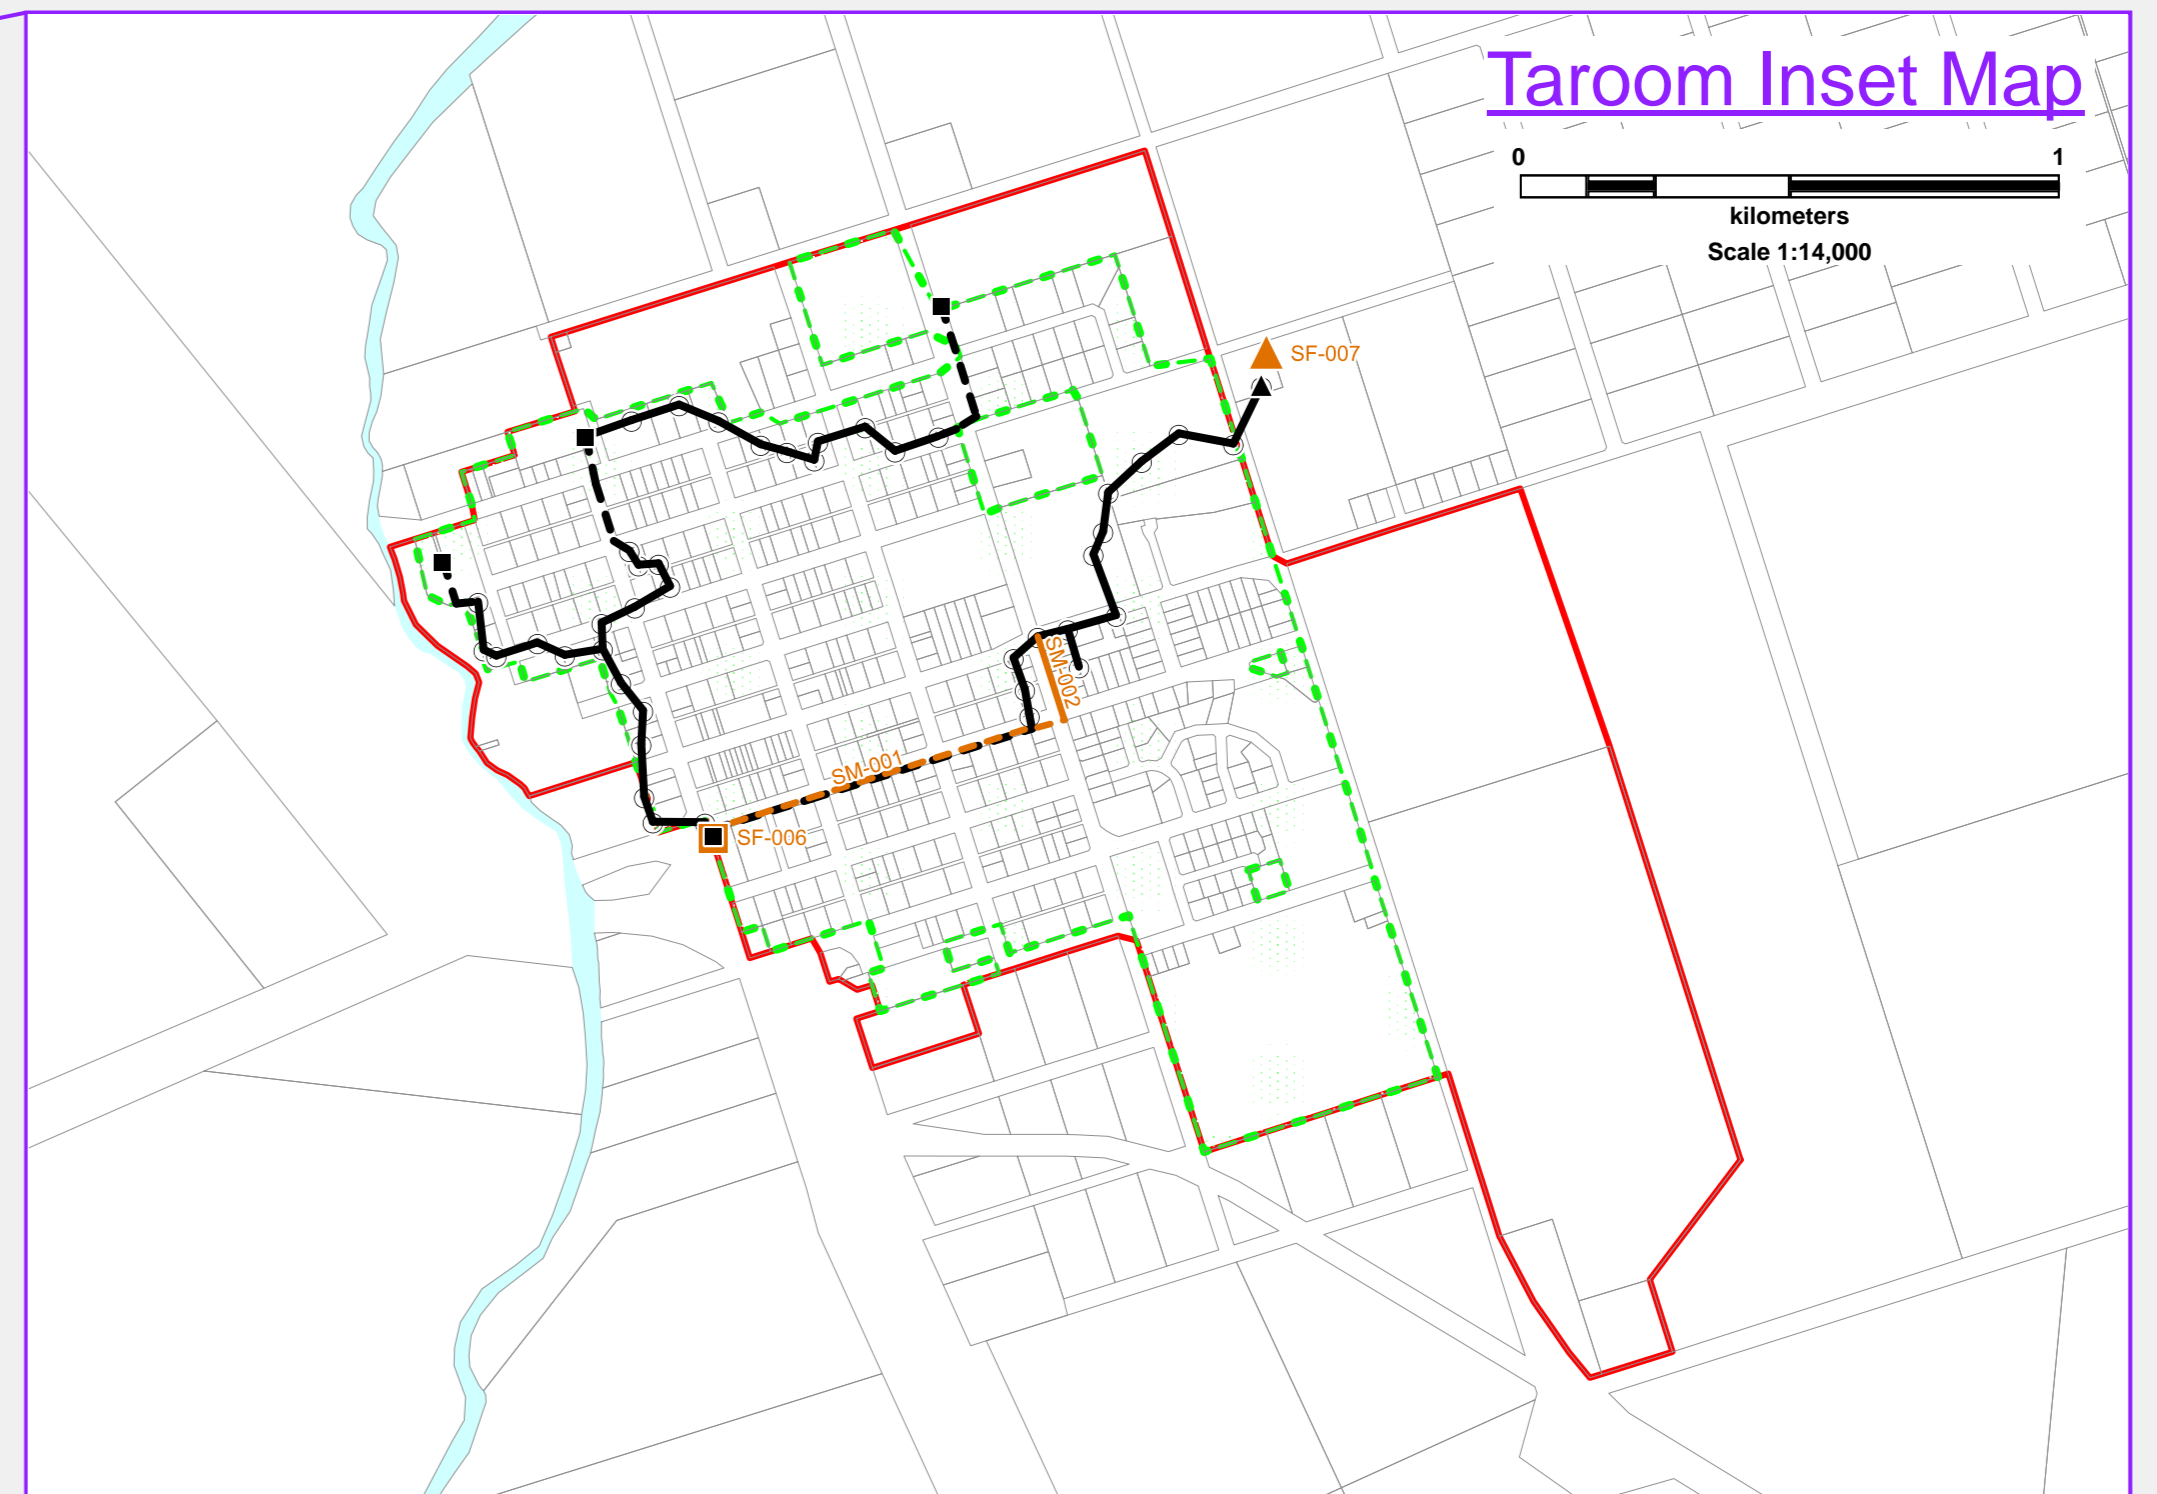 Taroom Inset Map
0 1
kilometers
Scale 1:14,000
SF-007
SM-002
SM-001
SF-006